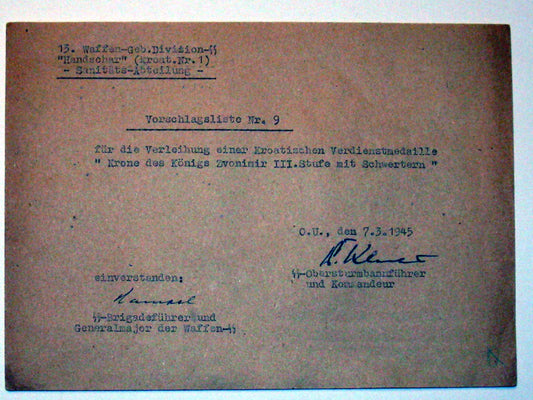 13. Waffen-Geb.Division-ᛋᛋ
"Handschar" (kroat.Nr.1)
- Sanitäts-Abteilung -
Vorschlagsliste Nr. 9
für die Verleihung einer Kroatischen Verdienstmedaille
" Krone des Königs Zvonimir III.Stufe mit Schwertern "
O.U., den 7.3.1945
ᛋᛋ-Obersturmbannführer
und Kommandeur
einverstanden:
ᛋᛋ-Brigadeführer und
Generalmajor der Waffen-ᛋᛋ